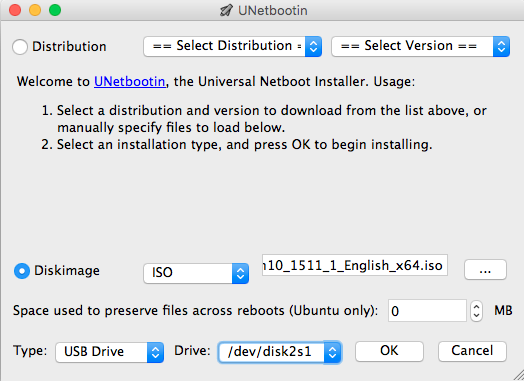 UNetbootin
Distribution
== Select Distribution =
== Select Version ==
Welcome to UNetbootin, the Universal Netboot Installer. Usage:
1. Select a distribution and version to download from the list above, or
manually specify files to load below.
2. Select an installation type, and press OK to begin installing.
Diskimage
ISO
10_1511_1_English_x64.iso
...
Space used to preserve files across reboots (Ubuntu only):
0
MB
Type:
USB Drive
Drive:
/dev/disk2s1
OK
Cancel